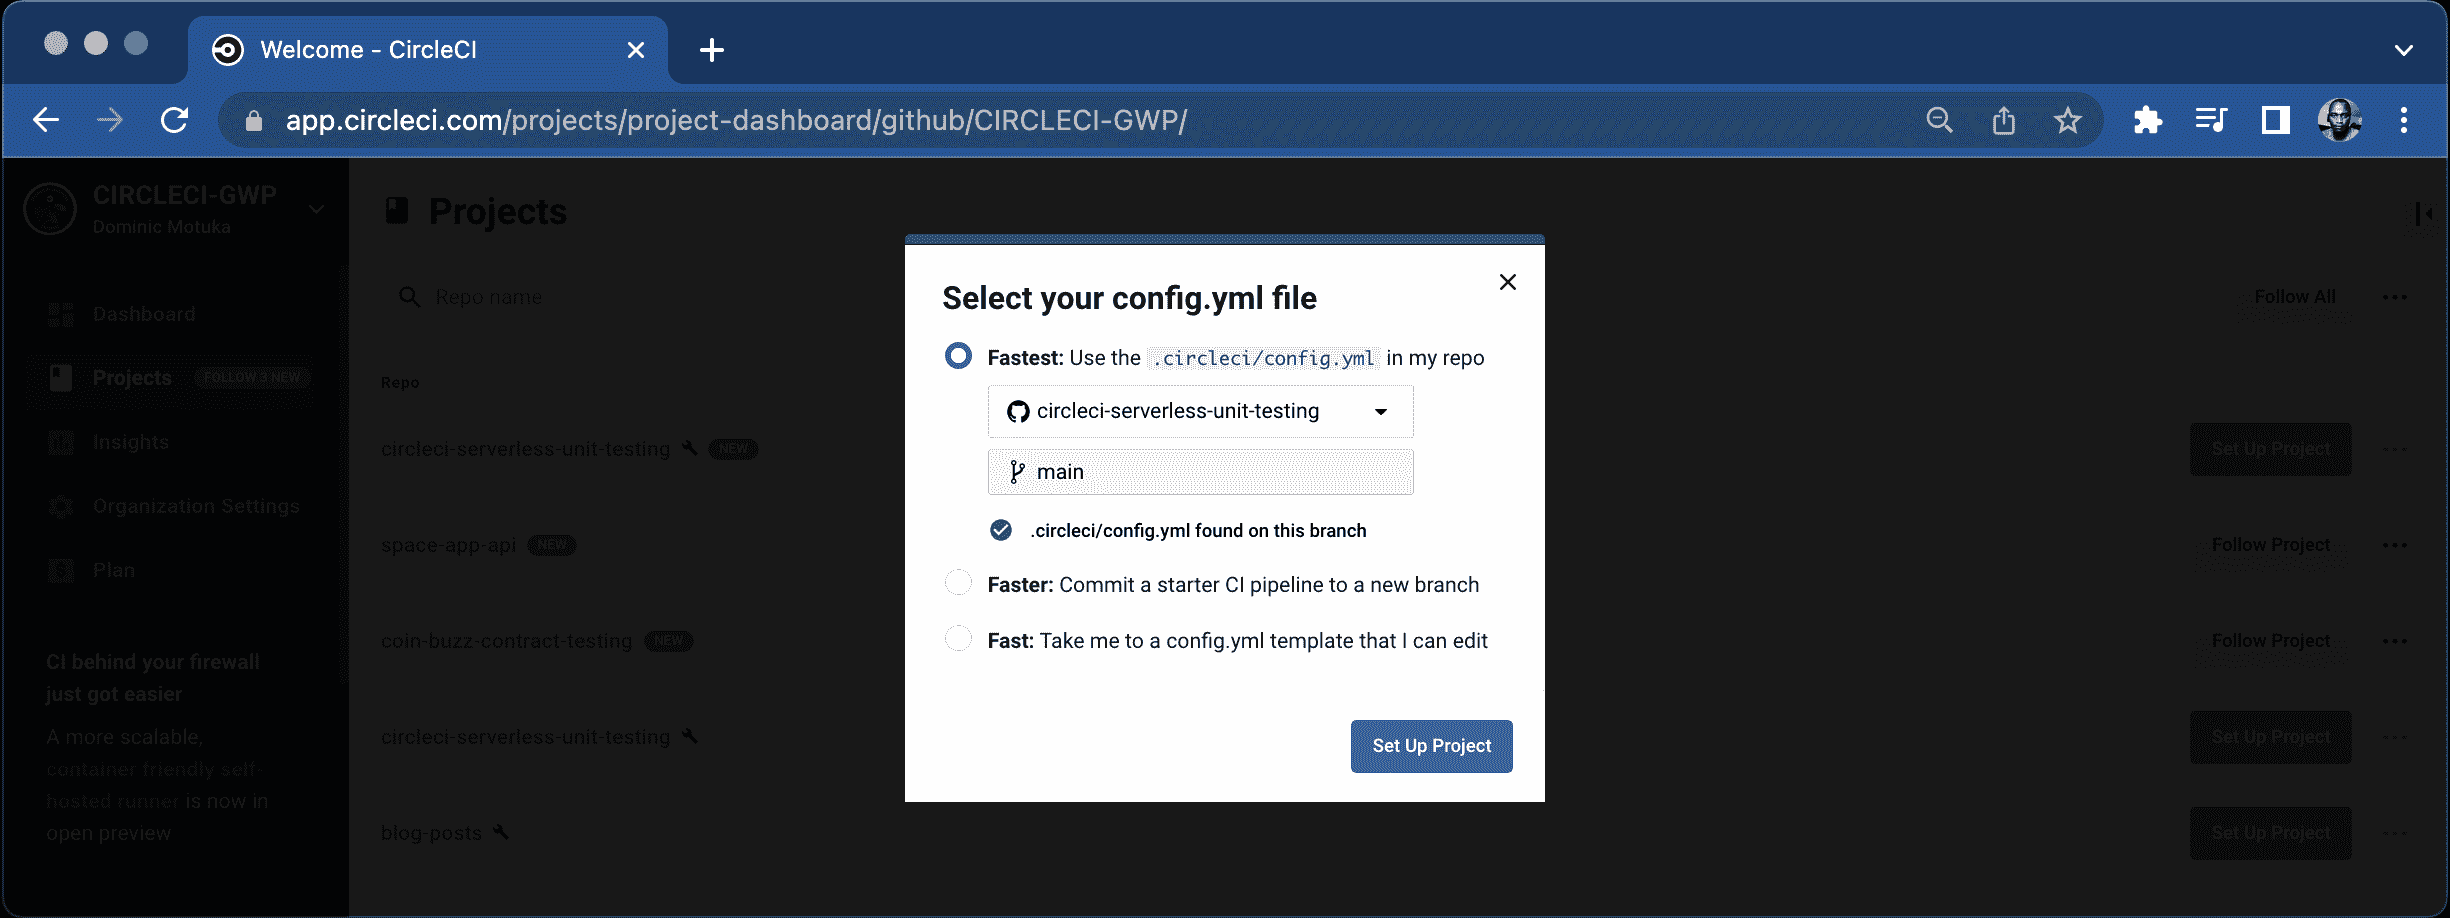 Welcome - CircleCI
app.circleci.com/projects/project-dashboard/github/CIRCLECI-GWP/
CIRCLECI-GWP
Dominic Motuka
Dashboard
Projects FOLLOW 3 NEW
Insights
Organization Settings
Plan
CI behind your firewall
just got easier
A more scalable,
container friendly self-
hosted runner is now in
open preview
Projects
Repo name
Follow All
Repo
circleci-serverless-unit-testing NEW
Set Up Project
space-app-api NEW
Follow Project
coin-buzz-contract-testing NEW
Follow Project
circleci-serverless-unit-testing
Set Up Project
blog-posts
Set Up Project
Select your config.yml file
Fastest: Use the .circleci/config.yml in my repo
circleci-serverless-unit-testing
main
.circleci/config.yml found on this branch
Faster: Commit a starter CI pipeline to a new branch
Fast: Take me to a config.yml template that I can edit
Set Up Project